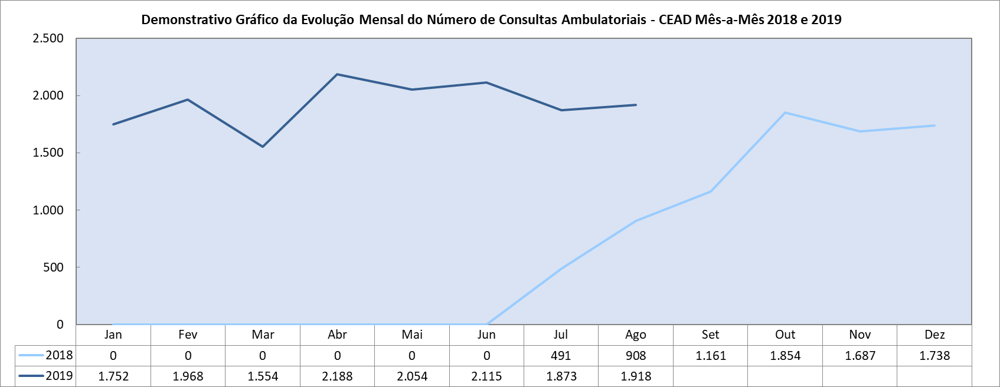 Demonstrativo Gráfico da Evolução Mensal do Número de Consultas Ambulatoriais - CEAD Mês-a-Mês 2018 e 2019
2.500
2.000
1.500
1.000
500
0
Jan Fev Mar Abr Mai Jun Jul Ago Set Out Nov Dez
2018 0 0 0 0 0 0 491 908 1.161 1.854 1.687 1.738
2019 1.752 1.968 1.554 2.188 2.054 2.115 1.873 1.918